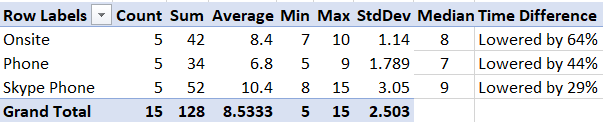 Row Labels Count Sum Average Min Max StdDev Median Time Difference
Onsite 5 42 8.4 7 10 1.14 8 Lowered by 64%
Phone 5 34 6.8 5 9 1.789 7 Lowered by 44%
Skype Phone 5 52 10.4 8 15 3.05 9 Lowered by 29%
Grand Total 15 128 8.5333 5 15 2.503